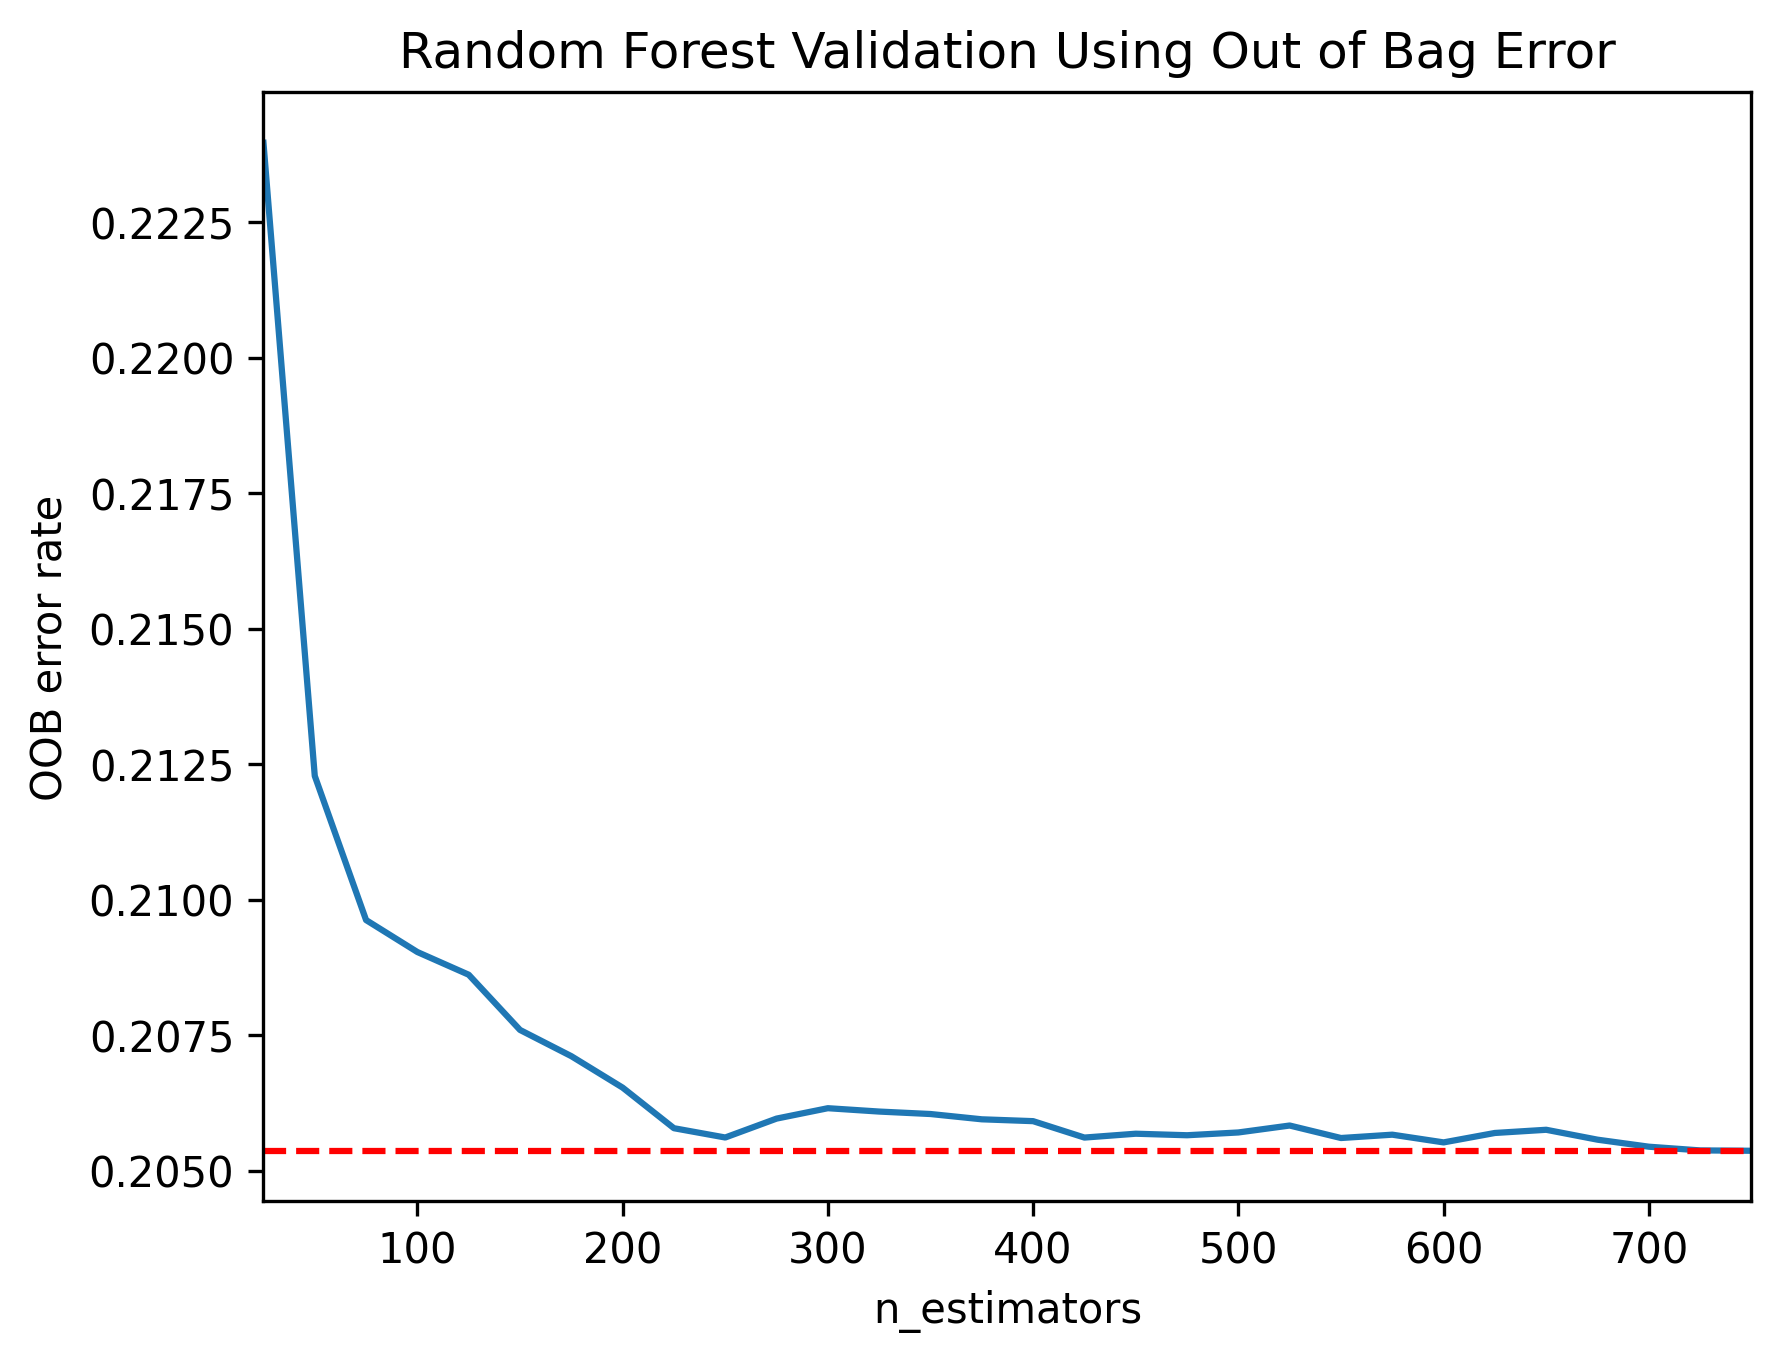 Random Forest Validation Using Out of Bag Error
0.2225
0.2200
0.2175
0.2150
0.2125
0.2100
0.2075
0.2050
OOB error rate
100 200 300 400 500 600 700
n_estimators